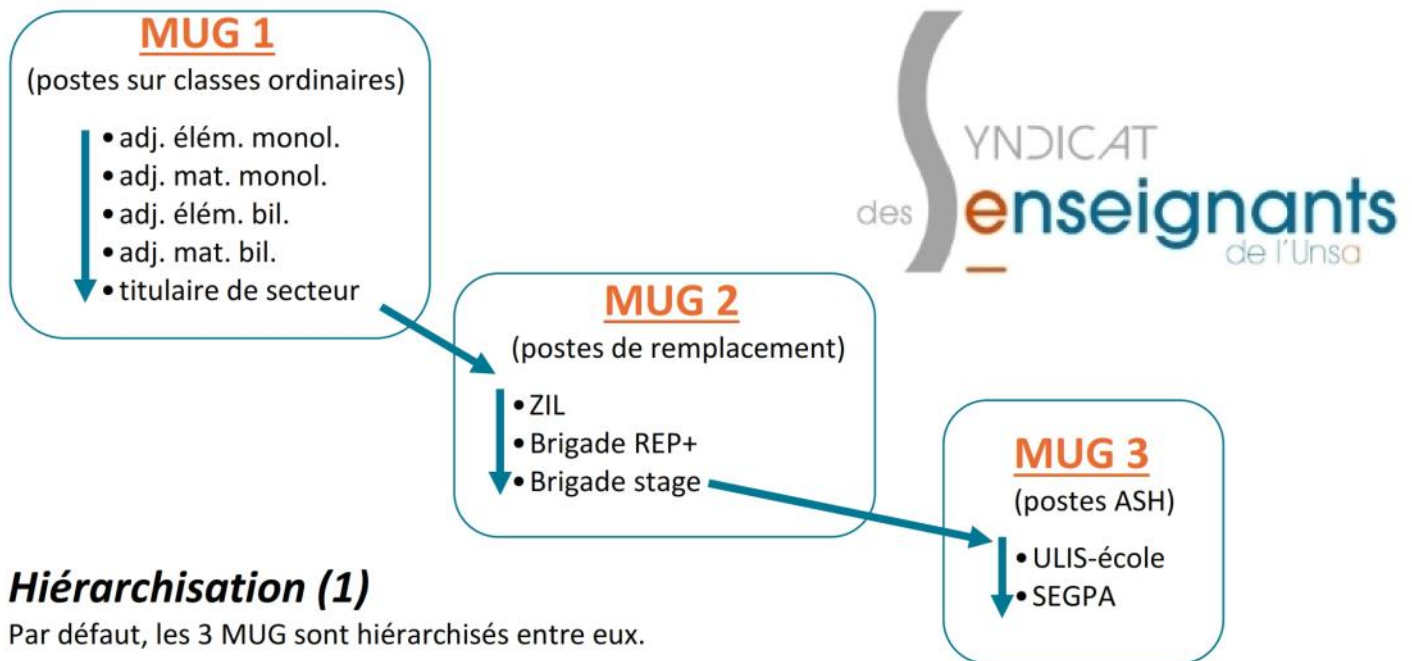 MUG 1
(postes sur classes ordinaires)
• adj. élém. monol.
• adj. mat. monol.
• adj. élém. bil.
• adj. mat. bil.
• titulaire de secteur
SYNDICAT
des enseignants
de l'Unsa
MUG 2
(postes de remplacement)
• ZIL
• Brigade REP+
• Brigade stage
MUG 3
(postes ASH)
• ULIS-école
• SEGPA
Hiérarchisation (1)
Par défaut, les 3 MUG sont hiérarchisés entre eux.